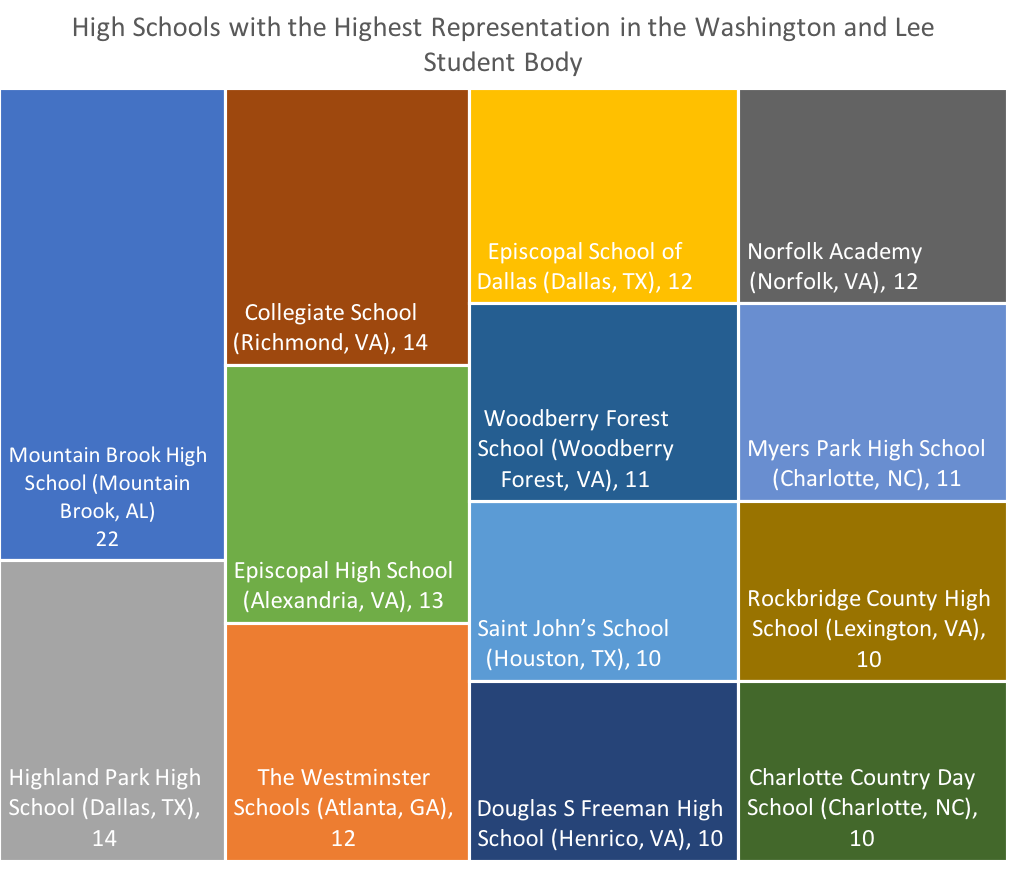 High Schools with the Highest Representation in the Washington and Lee
Student Body
Mountain Brook High
School (Mountain
Brook, AL)
22
Highland Park High
School (Dallas, TX),
14
Collegiate School
(Richmond, VA), 14
Episcopal High School
(Alexandria, VA), 13
The Westminster
Schools (Atlanta, GA),
12
Episcopal School of
Dallas (Dallas, TX), 12
Woodberry Forest
School (Woodberry
Forest, VA), 11
Saint John’s School
(Houston, TX), 10
Douglas S Freeman High
School (Henrico, VA), 10
Norfolk Academy
(Norfolk, VA), 12
Myers Park High School
(Charlotte, NC), 11
Rockbridge County High
School (Lexington, VA),
10
Charlotte Country Day
School (Charlotte, NC),
10